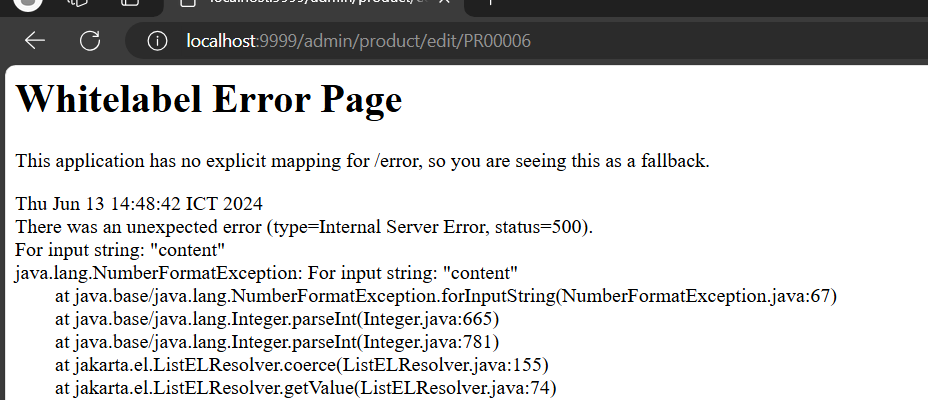 localhost:9999/admin/product/edit/PR00006
Whitelabel Error Page
This application has no explicit mapping for /error, so you are seeing this as a fallback.
Thu Jun 13 14:48:42 ICT 2024
There was an unexpected error (type=Internal Server Error, status=500).
For input string: "content"
java.lang.NumberFormatException: For input string: "content"
at java.base/java.lang.NumberFormatException.forInputString(NumberFormatException.java:67)
at java.base/java.lang.Integer.parseInt(Integer.java:665)
at java.base/java.lang.Integer.parseInt(Integer.java:781)
at jakarta.el.ListELResolver.coerce(ListELResolver.java:155)
at jakarta.el.ListELResolver.getValue(ListELResolver.java:74)